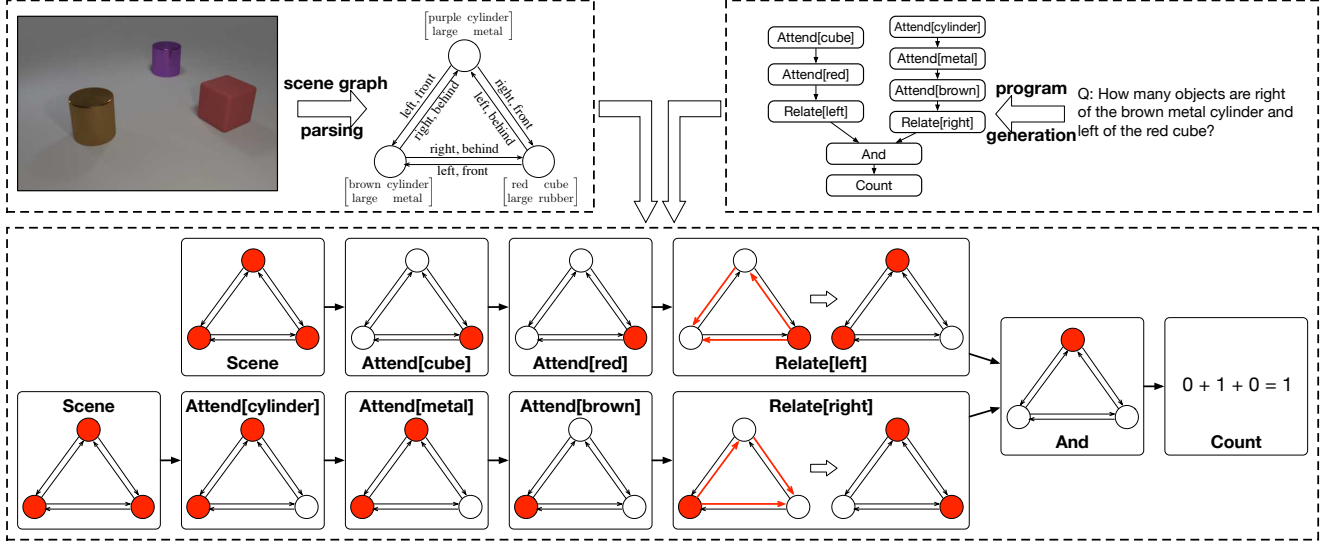 purple cylinder
large metal
scene graph
parsing
left, front
right, behind
right, front
left, behind
right, behind
left, front
brown cylinder
large metal
red cube
large rubber
Attend[cube]
Attend[red]
Relate[left]
Attend[cylinder]
Attend[metal]
Attend[brown]
Relate[right]
And
Count
program
generation
Q: How many objects are right
of the brown metal cylinder and
left of the red cube?
Scene
Attend[cube]
Attend[red]
Relate[left]
Scene
Attend[cylinder]
Attend[metal]
Attend[brown]
Relate[right]
And
0 + 1 + 0 = 1
Count